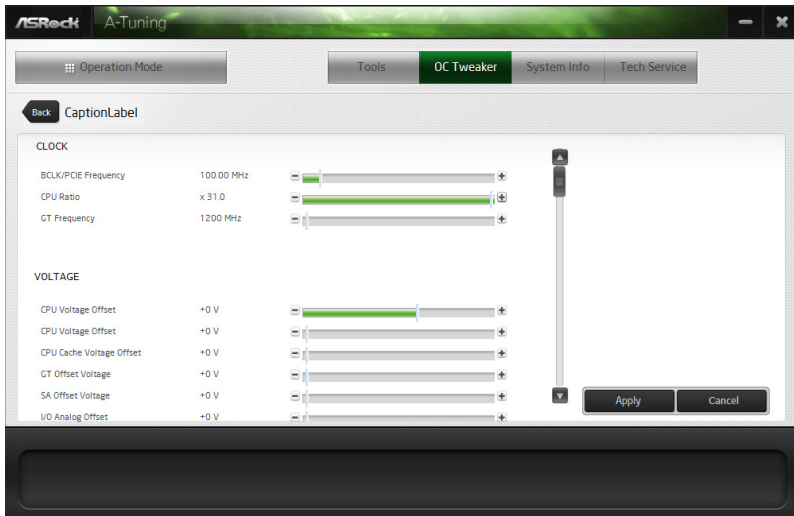 ASRock A-Tuning
Operation Mode Tools OC Tweaker System Info Tech Service
Back CaptionLabel
CLOCK
BCLK/PCIE Frequency 100.00 MHz
CPU Ratio x 31.0
GT Frequency 1200 MHz
VOLTAGE
CPU Voltage Offset +0 V
CPU Voltage Offset +0 V
CPU Cache Voltage Offset +0 V
GT Offset Voltage +0 V
SA Offset Voltage +0 V
I/O Analog Offset +0 V
Apply Cancel